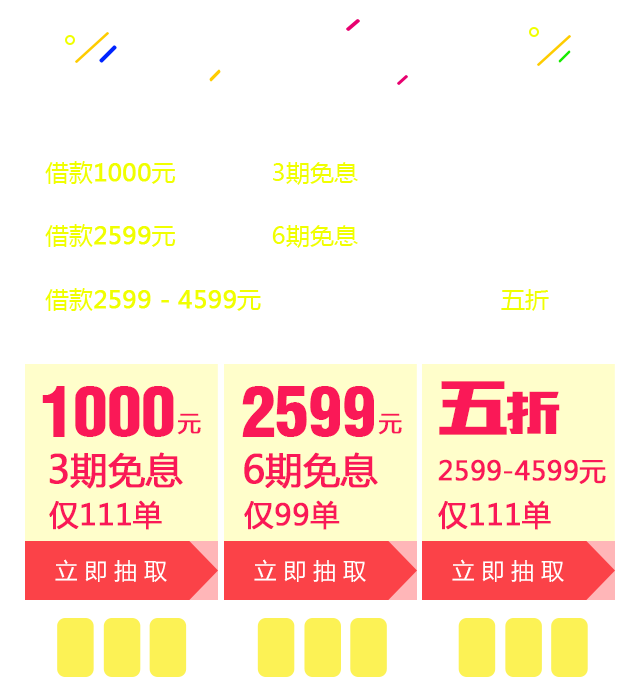 借款1000元 3期免息
借款2599元 6期免息
借款2599 - 4599元 五折
1000元
3期免息
仅111单
立即抽取
2599元
6期免息
仅99单
立即抽取
五折
2599-4599元
仅111单
立即抽取